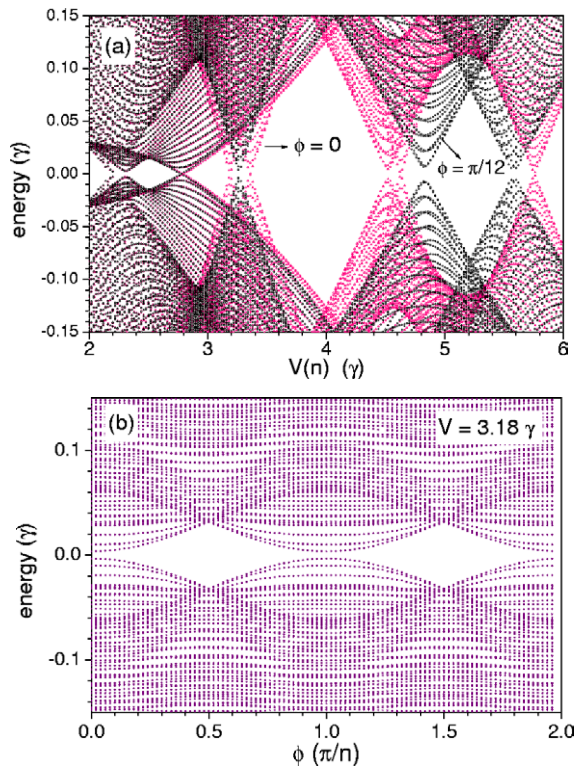 (a)
0.15
0.10
0.05
0.00
-0.05
-0.10
-0.15
energy (γ)
ϕ = 0
ϕ = π/12
2 3 4 5 6
V(n) (γ)
(b)
V = 3.18 γ
0.1
0.0
-0.1
energy (γ)
0.0 0.5 1.0 1.5 2.0
ϕ (π/n)